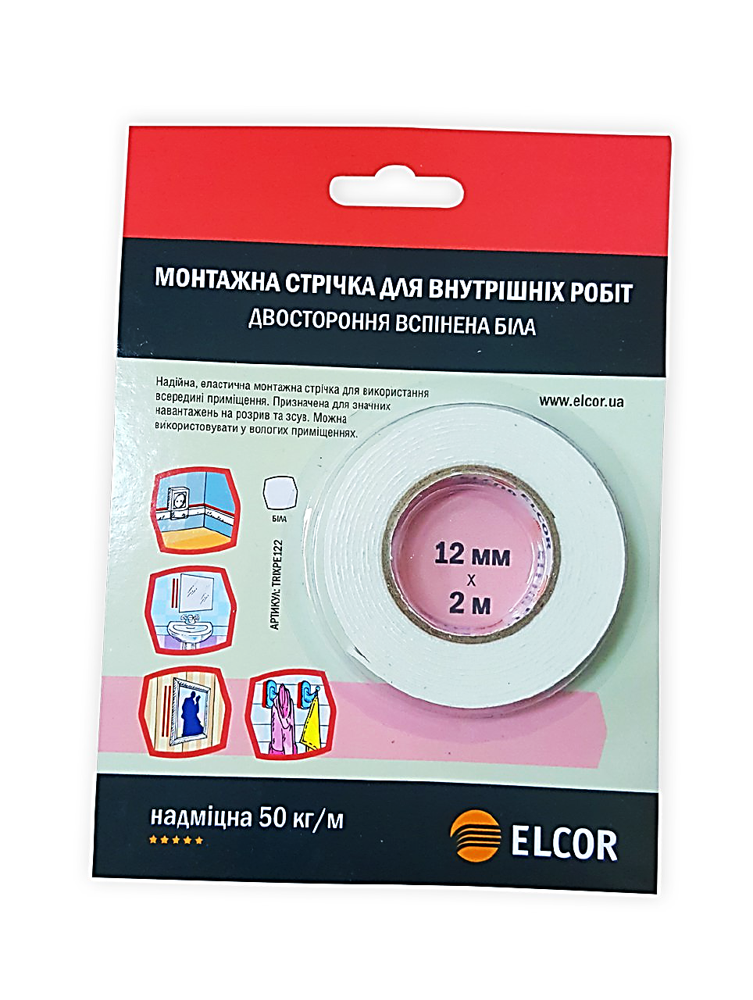 МОНТАЖНА СТРІЧКА ДЛЯ ВНУТРІШНІХ РОБІТ
ДВОСТОРОННЯ ВСПІНЕНА БІЛА
Надійна, еластична монтажна стрічка для використання
всередині приміщення. Призначена для значних
навантажень на розрив та зсув. Можна
використовувати у вологих приміщеннях.
www.elcor.ua
БІЛА
АРТИКУЛ: TRIXPE122
ELCOR
12 мм
х
2 м
надміцна 50 кг/м
ELCOR